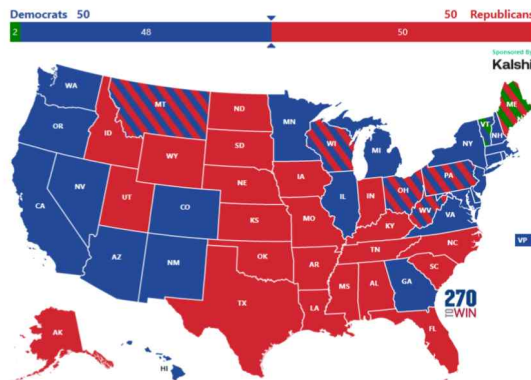 Democrats 50
50 Republicans
2
48
50
Sponsored By
Kalshi
WA
MT
ND
MN
ME
VT
OR
ID
SD
WI
MI
NY
NH
WY
NE
IA
PA
NV
UT
CO
IL
IN
OH
WV
VA
CA
KS
MO
KY
NC
VP
AZ
NM
OK
AR
TN
SC
TX
LA
MS
AL
GA
270
TO
WIN
AK
HI
FL